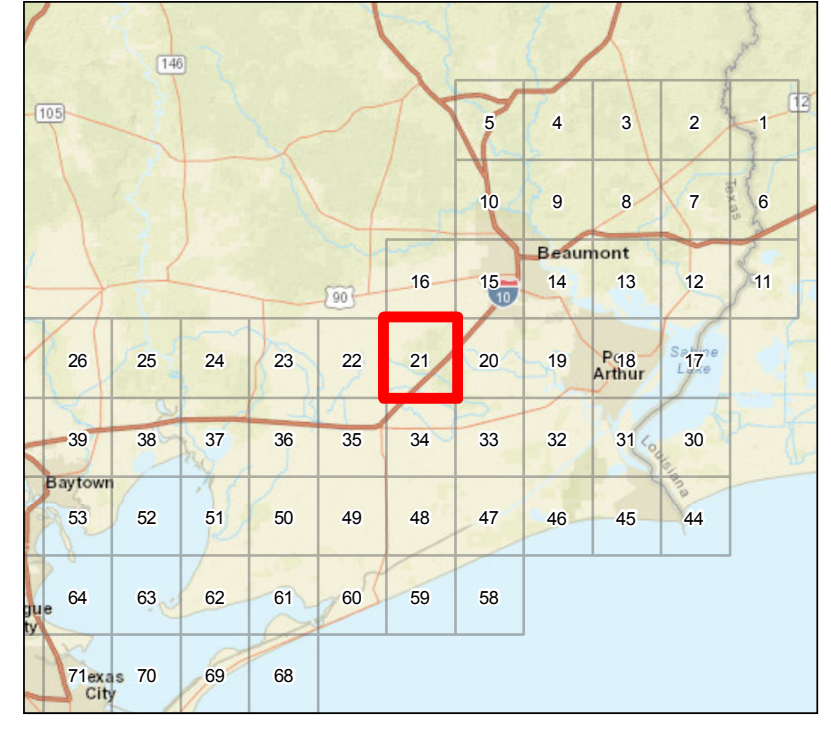 146
105
12
5 4 3 2 1
Texas
10 9 8 7 6
Beaumont
16 15 14 13 12 11
90
10
26 25 24 23 22 21 20 19 18 17
Port
Arthur
Sabine
Lake
39 38 37 36 35 34 33 32 31 30
Louisiana
Baytown
53 52 51 50 49 48 47 46 45 44
64 63 62 61 60 59 58
gue
ty
71 70 69 68
exas
City